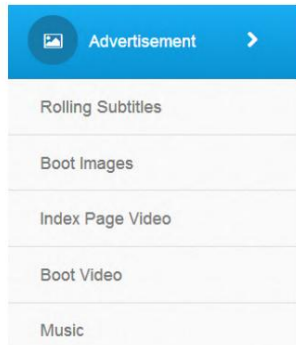 Advertisement
Rolling Subtitles
Boot Images
Index Page Video
Boot Video
Music